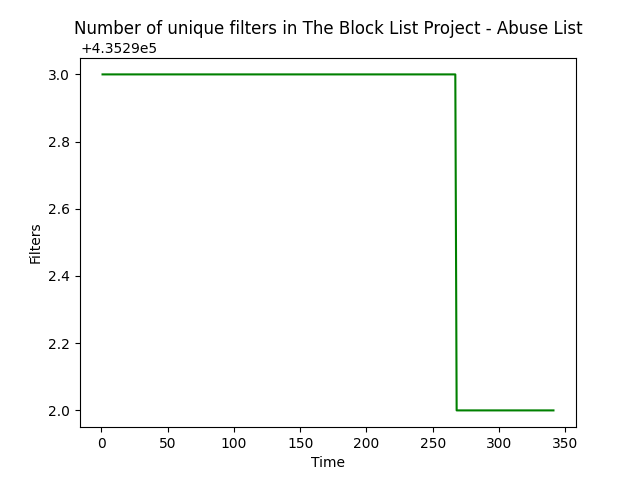 Number of unique filters in The Block List Project - Abuse List
+4.3529e5
3.0
2.8
2.6
2.4
2.2
2.0
Filters
0 50 100 150 200 250 300 350
Time